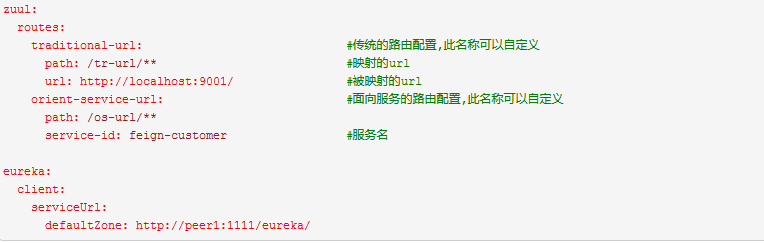 zuul:
  routes:
    traditional-url:                             #传统的路由配置,此名称可以自定义
      path: /tr-url/**                           #映射的url
      url: http://localhost:9001/                #被映射的url
    orient-service-url:                          #面向服务的路由配置,此名称可以自定义
      path: /os-url/**
      service-id: feign-customer                 #服务名

eureka:
  client:
    serviceUrl:
      defaultZone: http://peer1:1111/eureka/